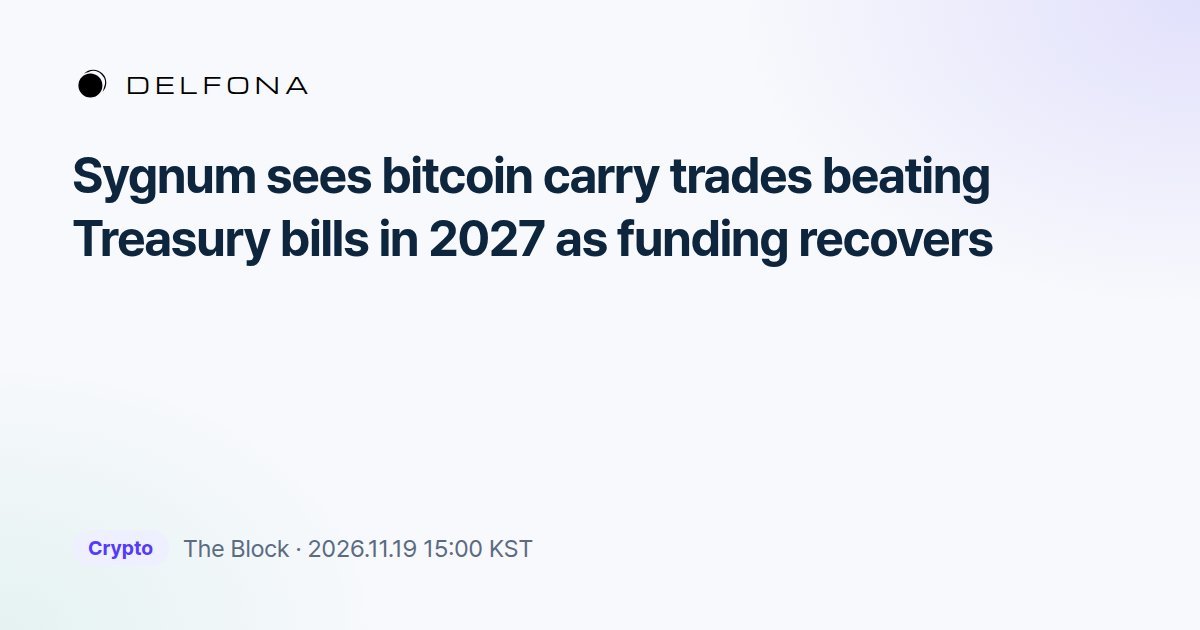 DELFONA
Sygnum sees bitcoin carry trades beating
Treasury bills in 2027 as funding recovers
Crypto The Block · 2026.11.19 15:00 KST